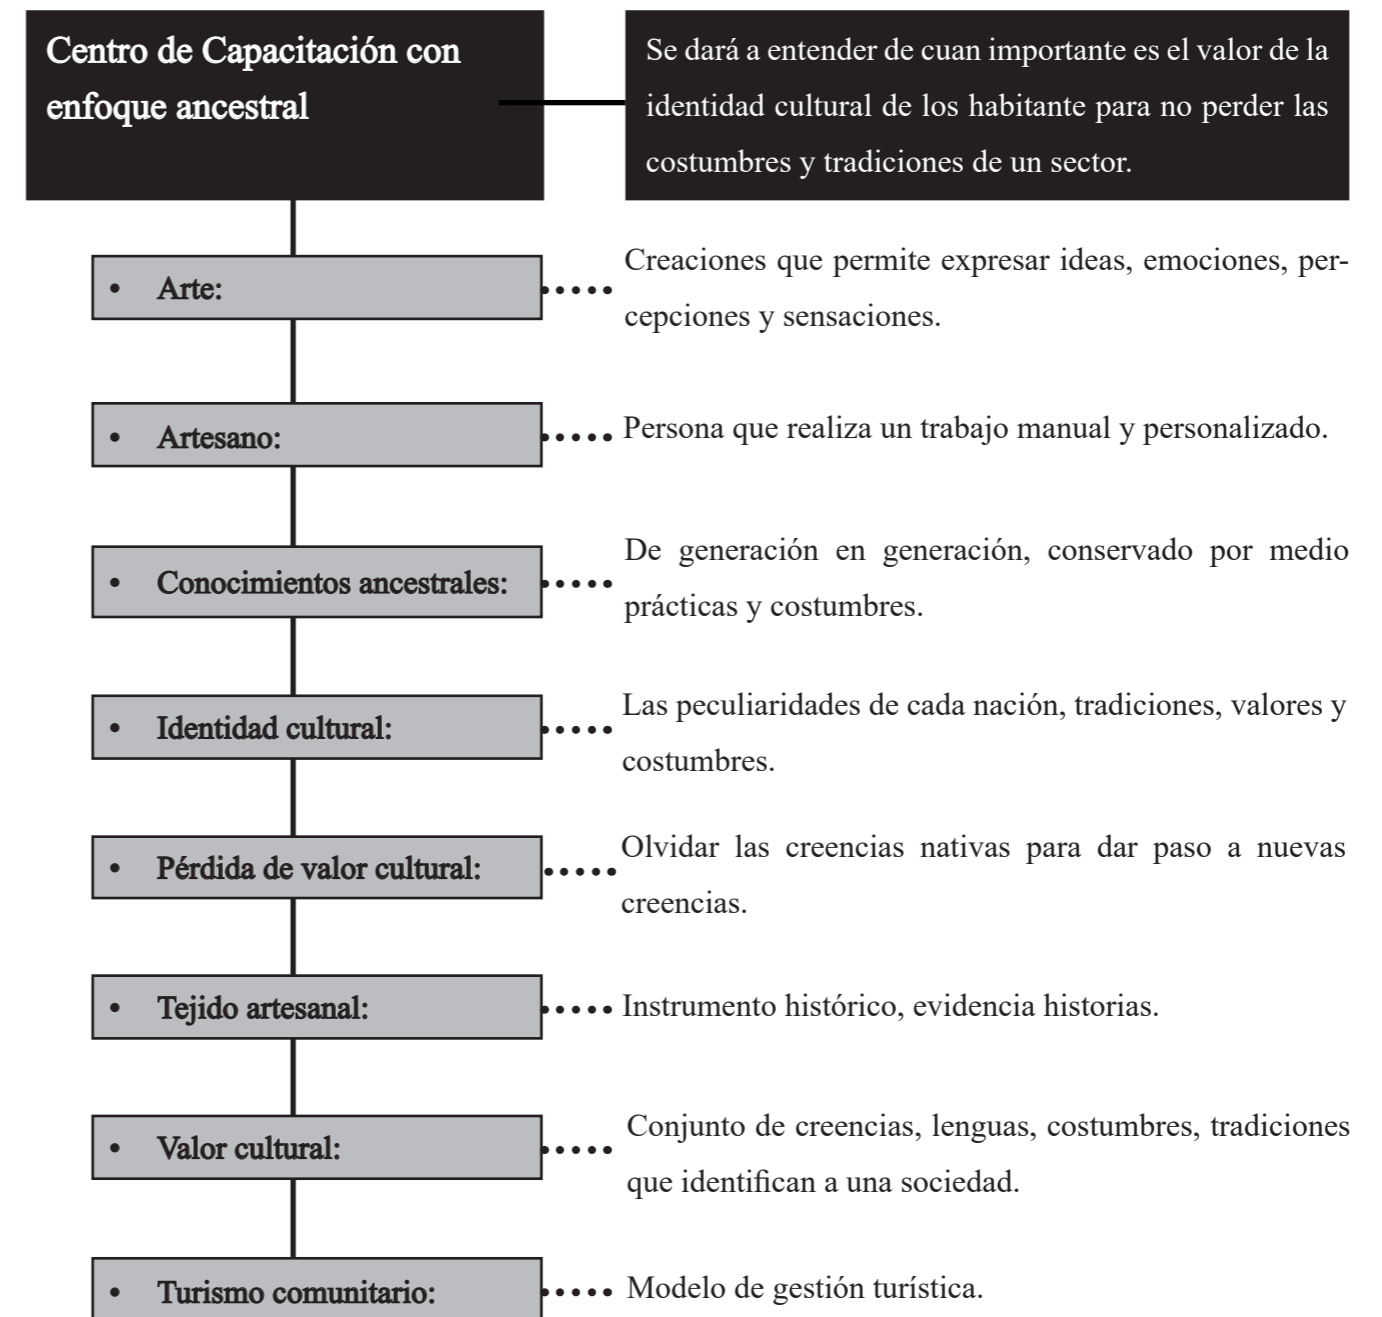 Centro de Capacitación con
enfoque ancestral
Se dará a entender de cuan importante es el valor de la
identidad cultural de los habitante para no perder las
costumbres y tradiciones de un sector.
• Arte:
Creaciones que permite expresar ideas, emociones, per-
cepciones y sensaciones.
• Artesano:
Persona que realiza un trabajo manual y personalizado.
• Conocimientos ancestrales:
De generación en generación, conservado por medio
prácticas y costumbres.
• Identidad cultural:
Las peculiaridades de cada nación, tradiciones, valores y
costumbres.
• Pérdida de valor cultural:
Olvidar las creencias nativas para dar paso a nuevas
creencias.
• Tejido artesanal:
Instrumento histórico, evidencia historias.
• Valor cultural:
Conjunto de creencias, lenguas, costumbres, tradiciones
que identifican a una sociedad.
• Turismo comunitario:
Modelo de gestión turística.